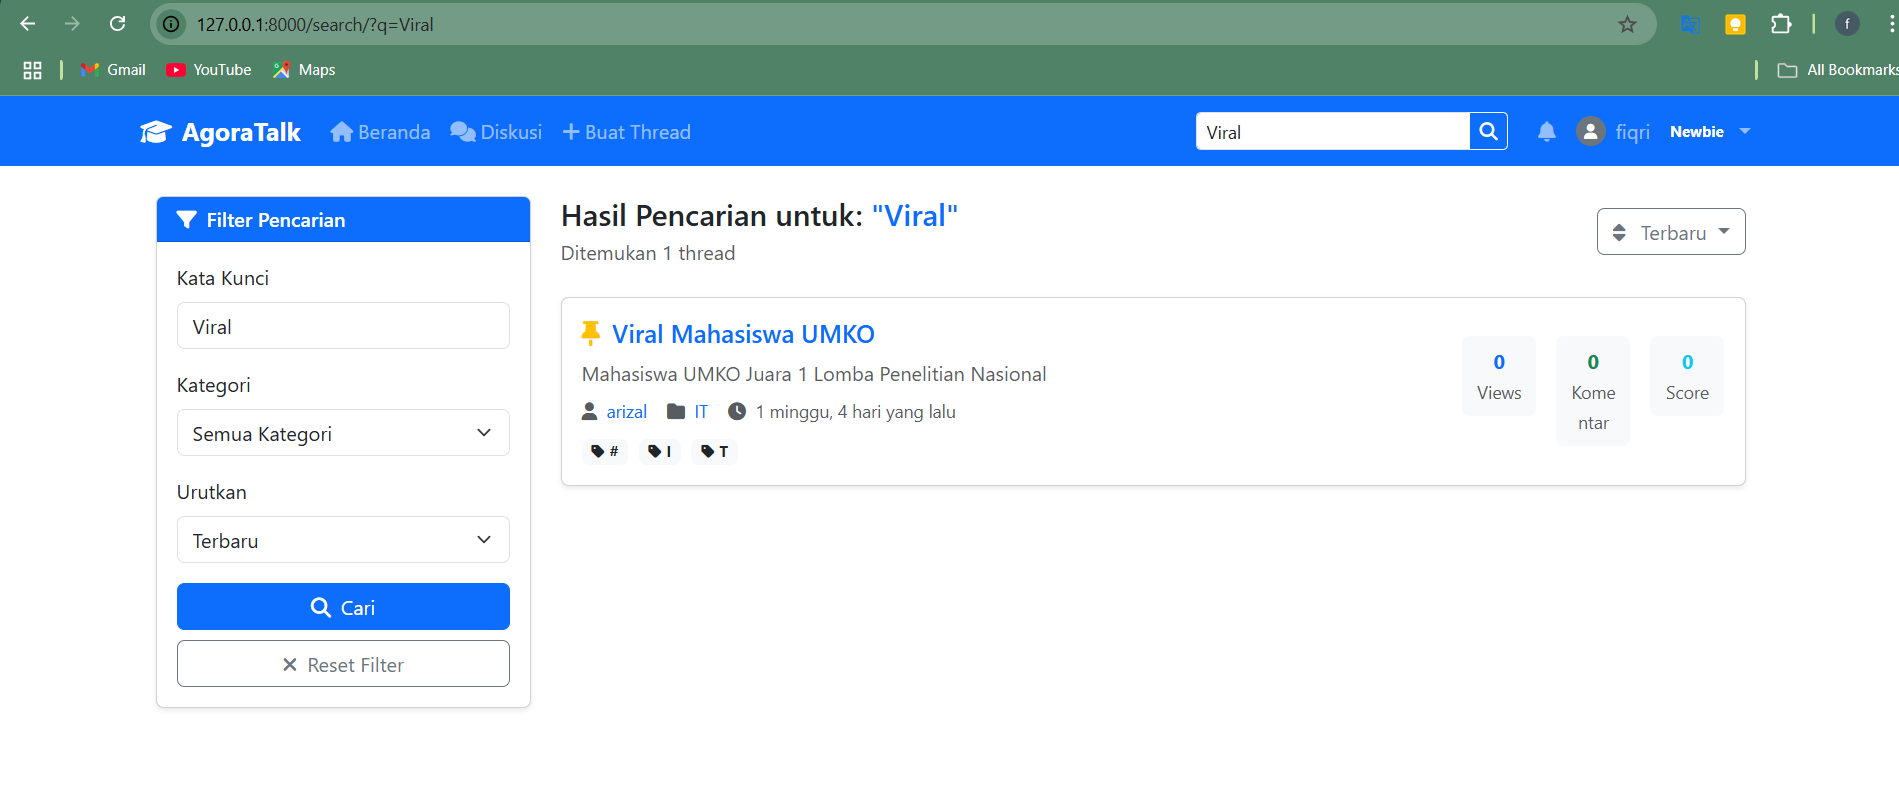 127.0.0.1:8000/search/?q=Viral
f
Gmail
YouTube
Maps
All Bookmarks
AgoraTalk
Beranda
Diskusi
Buat Thread
Viral
fiqri
Newbie
Filter Pencarian
Kata Kunci
Viral
Kategori
Semua Kategori
Urutkan
Terbaru
Cari
Reset Filter
Hasil Pencarian untuk: "Viral"
Ditemukan 1 thread
Terbaru
Viral Mahasiswa UMKO
Mahasiswa UMKO Juara 1 Lomba Penelitian Nasional
arizal
IT
1 minggu, 4 hari yang lalu
#
I
T
0
Views
0
Kome
ntar
0
Score